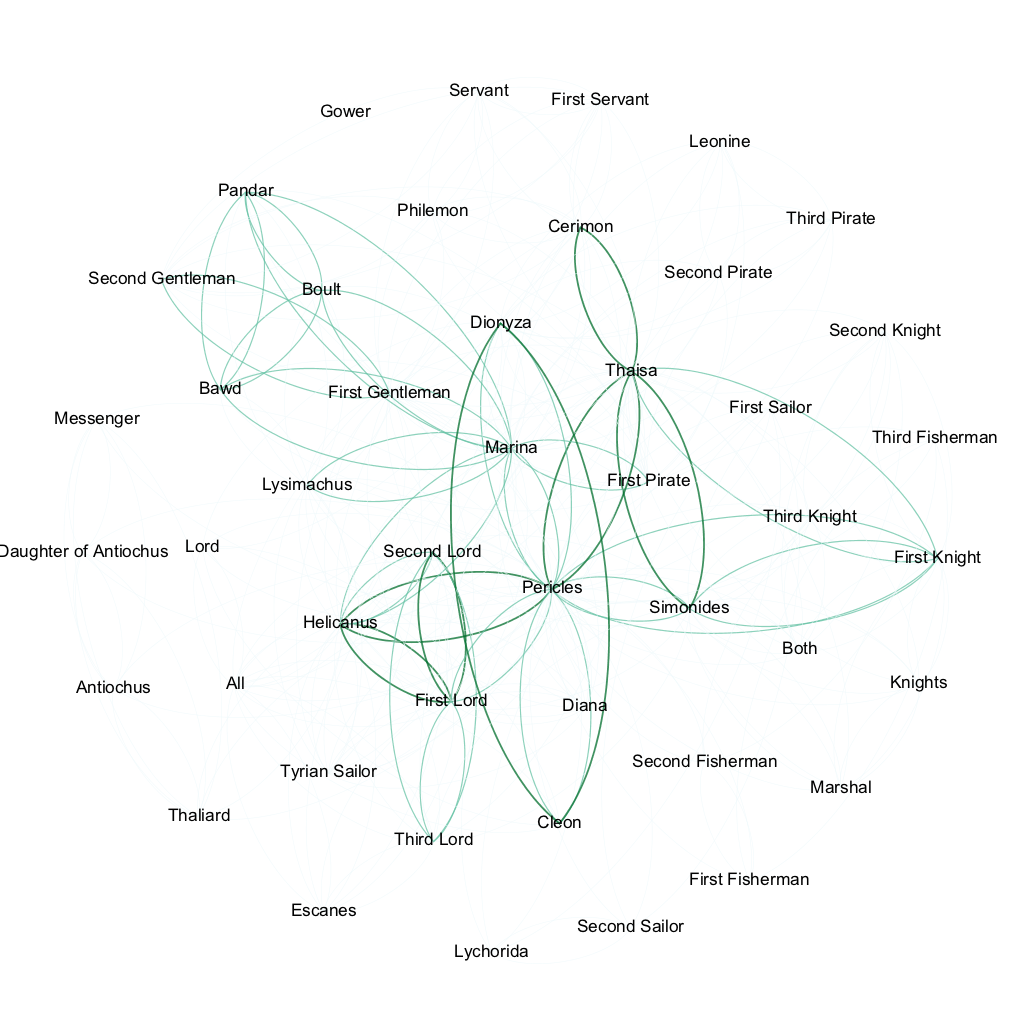 Servant
First Servant
Gower
Leonine
Pandar
Philemon
Third Pirate
Cerimon
Second Pirate
Second Gentleman
Boult
Dionyza
Second Knight
Thaisa
Bawd
First Gentleman
First Sailor
Messenger
Third Fisherman
Marina
First Pirate
Lysimachus
Third Knight
Lord
Second Lord
Daughter of Antiochus
First Knight
Pericles
Simonides
Helicanus
Both
All
Antiochus
Knights
First Lord
Diana
Second Fisherman
Tyrian Sailor
Marshal
Thaliard
Cleon
Third Lord
First Fisherman
Escanes
Second Sailor
Lychorida